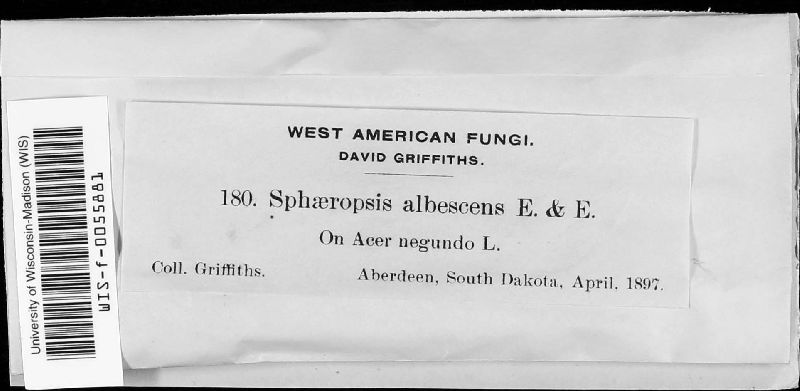 WEST AMERICAN FUNGI.
DAVID GRIFFITHS.
180. Sphæropsis albescens E. & E.
On Acer negundo L.
Coll. Griffiths.
Aberdeen, South Dakota, April, 1897.
University of Wisconsin-Madison (WIS)
WIS-f-0055881